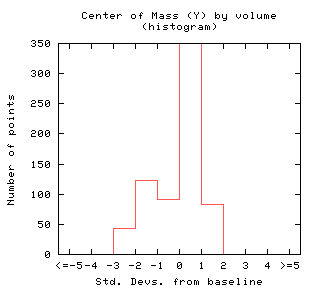 Center of Mass (Y) by volume
(histogram)
350
300
250
200
150
100
50
0
Number of points
<=-5 -4 -3 -2 -1 0 1 2 3 4 >=5
Std. Devs. from baseline